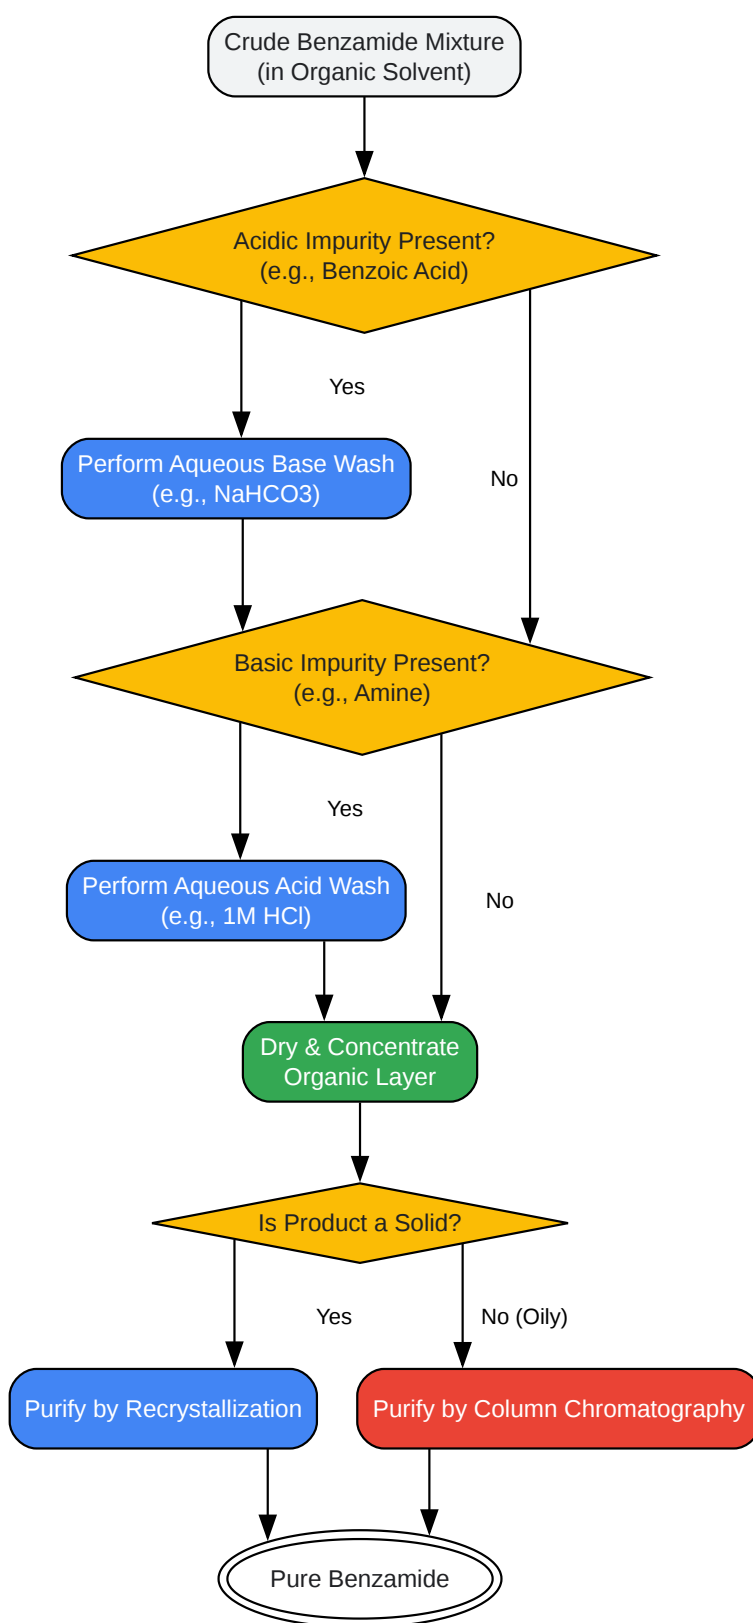 Crude Benzamide Mixture
(in Organic Solvent)
Acidic Impurity Present?
(e.g., Benzoic Acid)
Yes
Perform Aqueous Base Wash
(e.g., NaHCO3)
No
Basic Impurity Present?
(e.g., Amine)
Yes
Perform Aqueous Acid Wash
(e.g., 1M HCl)
No
Dry & Concentrate
Organic Layer
Is Product a Solid?
Yes
No (Oily)
Purify by Recrystallization
Purify by Column Chromatography
Pure Benzamide